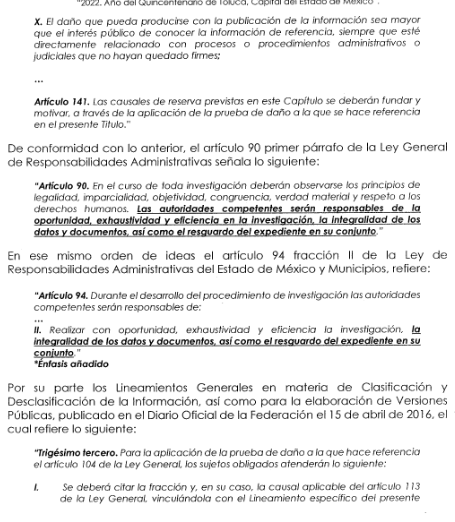 "2022. Año del Quincentenario de Toluca, Capital del Estado de México".
X. El daño que pueda producirse con la publicación de la información sea mayor
que el interés público de conocer la información de referencia, siempre que esté
directamente relacionado con procesos o procedimientos administrativos o
judiciales que no hayan quedado firmes;
...
Artículo 141. Las causales de reserva previstas en este Capítulo se deberán fundar y
motivar, a través de la aplicación de la prueba de daño a la que se hace referencia
en el presente Título."
De conformidad con lo anterior, el artículo 90 primer párrafo de la Ley General
de Responsabilidades Administrativas señala lo siguiente:
"Artículo 90. En el curso de toda investigación deberán observarse los principios de
legalidad, imparcialidad, objetividad, congruencia, verdad material y respeto a los
derechos humanos. Las autoridades competentes serán responsables de la
oportunidad, exhaustividad y eficiencia en la investigación, la integralidad de los
datos y documentos, así como el resguardo del expediente en su conjunto."
En ese mismo orden de ideas el artículo 94 fracción II de la Ley de
Responsabilidades Administrativas del Estado de México y Municipios, refiere:
"Artículo 94. Durante el desarrollo del procedimiento de investigación las autoridades
competentes serán responsables de:
...
II. Realizar con oportunidad, exhaustividad y eficiencia la investigación, la
integralidad de los datos y documentos, así como el resguardo del expediente en su
conjunto."
*Énfasis añadido
Por su parte los Lineamientos Generales en materia de Clasificación y
Desclasificación de la Información, así como para la elaboración de Versiones
Públicas, publicado en el Diario Oficial de la Federación el 15 de abril de 2016, el
cual refiere lo siguiente:
"Trigésimo tercero. Para la aplicación de la prueba de daño a la que hace referencia
el artículo 104 de la Ley General, los sujetos obligados atenderán lo siguiente:
I. Se deberá citar la fracción y, en su caso, la causal aplicable del artículo 113
de la Ley General, vinculándola con el Lineamiento específico del presente